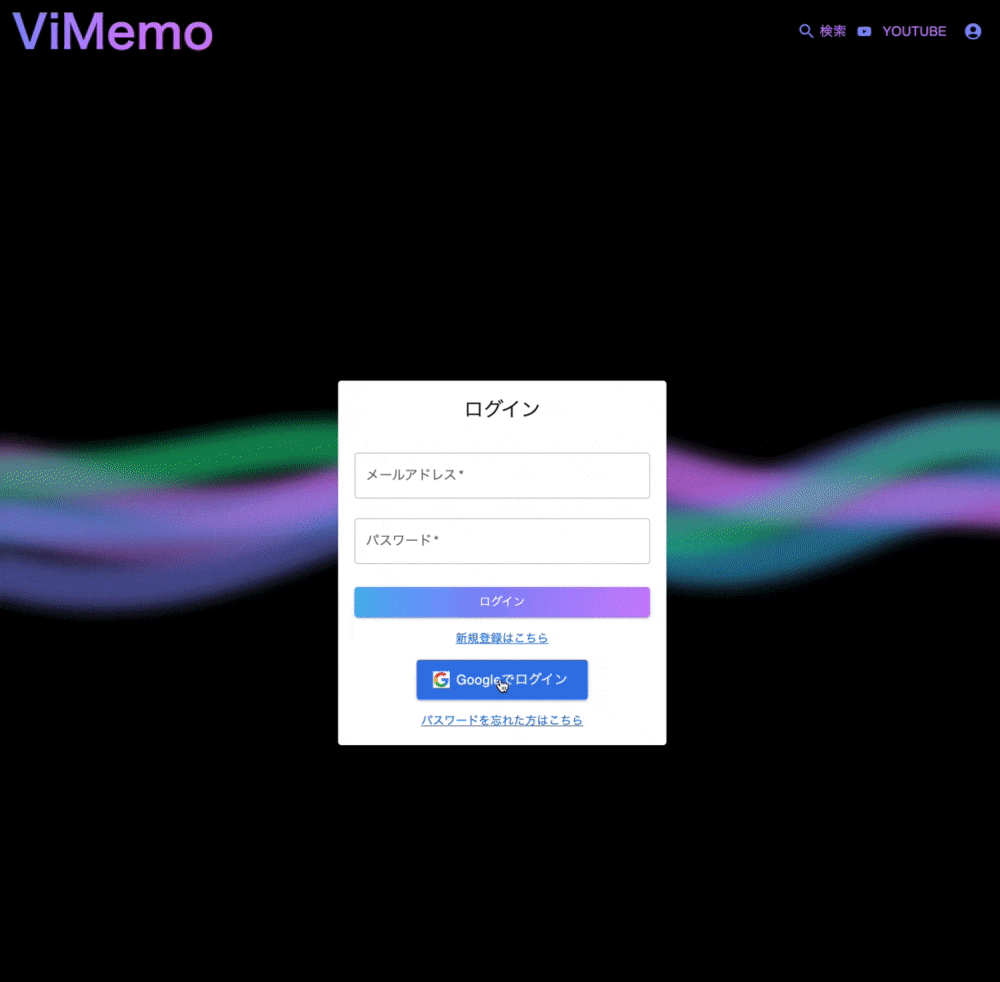 ViMemo
検索 YOUTUBE
ログイン
メールアドレス*
パスワード*
ログイン
新規登録はこちら
Googleでログイン
パスワードを忘れた方はこちら